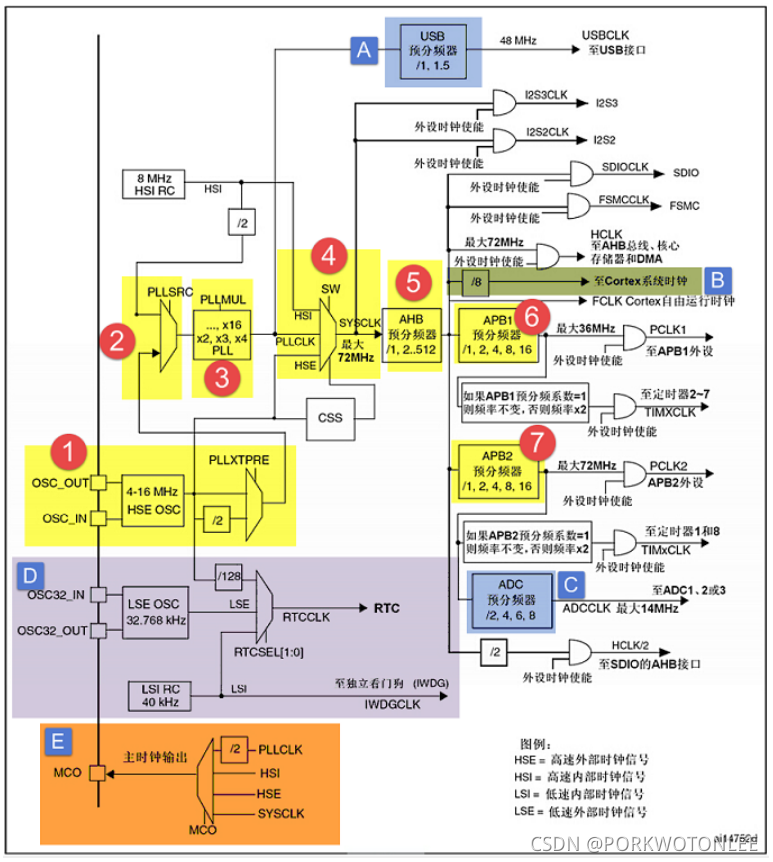 A
USB
预分频器
/1, 1.5
48 MHz
USBCLK
至USB接口
I2S3CLK
I2S3
外设时钟使能
I2S2CLK
I2S2
外设时钟使能
8 MHz
HSI RC
HSI
/2
SDIOCLK
SDIO
外设时钟使能
FSMCCLK
FSMC
外设时钟使能
最大72MHz
外设时钟使能
HCLK
至AHB总线、核心
存储器和DMA
/8
至Cortex系统时钟
B
FCLK Cortex自由运行时钟
2
PLLSRC
3
PLLMUL
..., x16
x2, x3, x4
PLL
4
SW
HSI
PLLCLK
HSE
SYSCLK
最大
72MHz
5
AHB
预分频器
/1, 2..512
CSS
6
APB1
预分频器
/1, 2, 4, 8, 16
最大36MHz
外设时钟使能
PCLK1
至APB1外设
如果APB1预分频系数=1
则频率不变，否则频率x2
至定时器2~7
TIMXCLK
外设时钟使能
7
APB2
预分频器
/1, 2, 4, 8, 16
最大72MHz
外设时钟使能
PCLK2
APB2外设
如果APB2预分频系数=1
则频率不变，否则频率x2
至定时器1和8
TIMxCLK
外设时钟使能
C
ADC
预分频器
/2, 4, 6, 8
至ADC1、2或3
ADCCLK 最大14MHz
/2
HCLK/2
至SDIO的AHB接口
外设时钟使能
1
OSC_OUT
OSC_IN
4-16 MHz
HSE OSC
PLLXTPRE
/2
D
OSC32_IN
OSC32_OUT
LSE OSC
32.768 kHz
/128
LSE
RTCCLK
RTC
RTCSEL[1:0]
LSI RC
40 kHz
LSI
至独立看门狗 (IWDG)
IWDGCLK
E
MCO
主时钟输出
/2
PLLCLK
HSI
HSE
SYSCLK
MCO
图例：
HSE = 高速外部时钟信号
HSI = 高速内部时钟信号
LSI = 低速内部时钟信号
LSE = 低速外部时钟信号
ai14752d
CSDN @PORKWOTONLEE